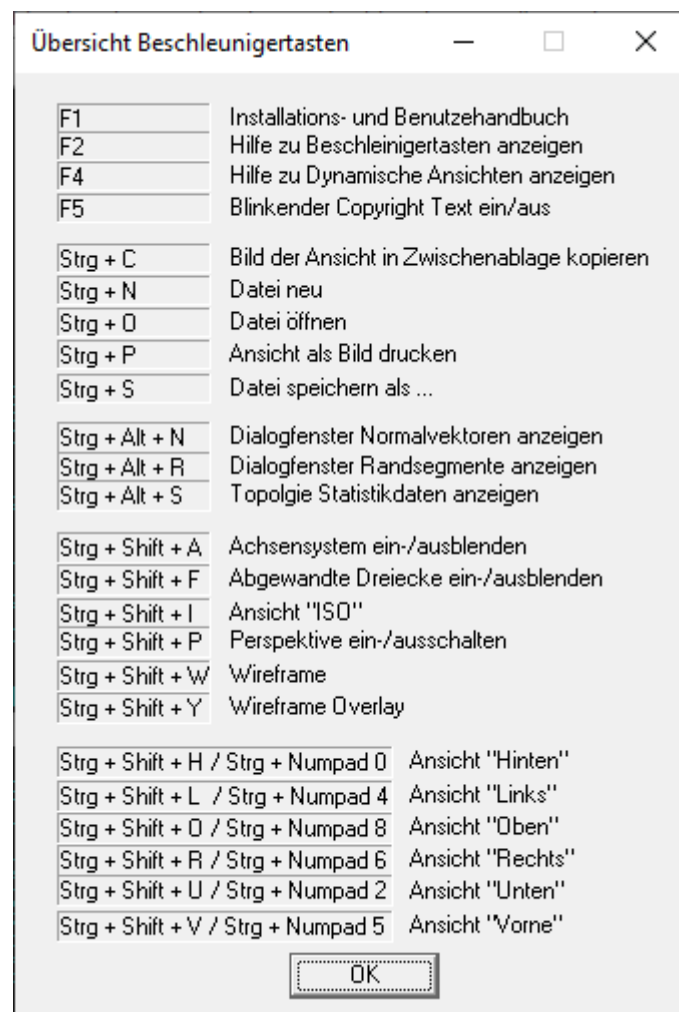 Übersicht Beschleunigertasten
F1 Installations- und Benutzehandbuch
F2 Hilfe zu Beschleinigertasten anzeigen
F4 Hilfe zu Dynamische Ansichten anzeigen
F5 Blinkender Copyright Text ein/aus
Strg + C Bild der Ansicht in Zwischenablage kopieren
Strg + N Datei neu
Strg + O Datei öffnen
Strg + P Ansicht als Bild drucken
Strg + S Datei speichern als ...
Strg + Alt + N Dialogfenster Normalvektoren anzeigen
Strg + Alt + R Dialogfenster Randsegmente anzeigen
Strg + Alt + S Topolgie Statistikdaten anzeigen
Strg + Shift + A Achsensystem ein-/ausblenden
Strg + Shift + F Abgewandte Dreiecke ein-/ausblenden
Strg + Shift + I Ansicht "ISO"
Strg + Shift + P Perspektive ein-/ausschalten
Strg + Shift + W Wireframe
Strg + Shift + Y Wireframe Overlay
Strg + Shift + H / Strg + Numpad 0 Ansicht "Hinten"
Strg + Shift + L / Strg + Numpad 4 Ansicht "Links"
Strg + Shift + O / Strg + Numpad 8 Ansicht "Oben"
Strg + Shift + R / Strg + Numpad 6 Ansicht "Rechts"
Strg + Shift + U / Strg + Numpad 2 Ansicht "Unten"
Strg + Shift + V / Strg + Numpad 5 Ansicht "Vorne"
OK